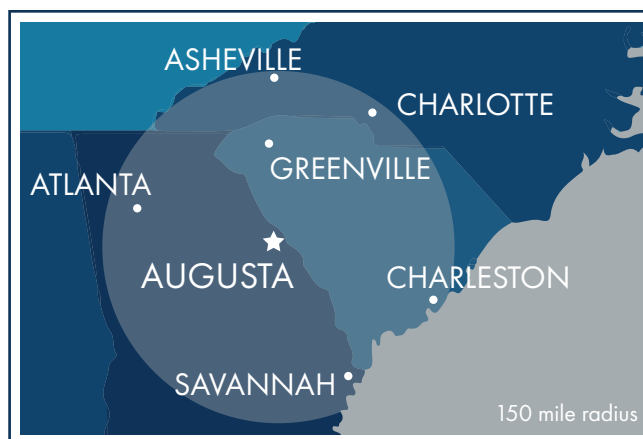 ASHEVILLE
CHARLOTTE
GREENVILLE
ATLANTA
AUGUSTA
CHARLESTON
SAVANNAH
150 mile radius